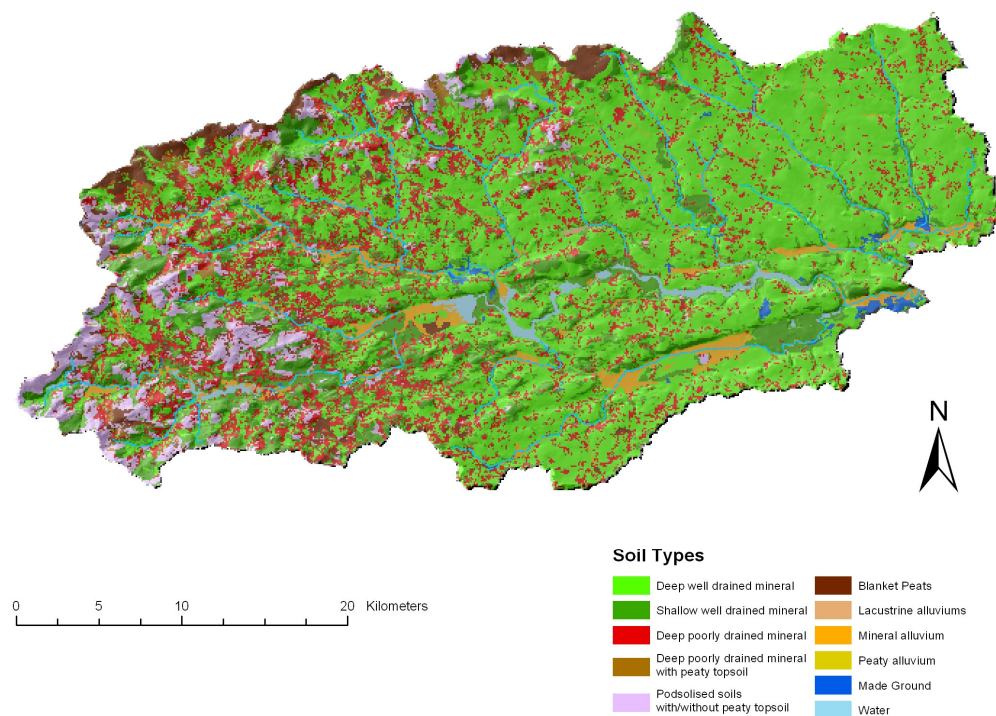 N
0 5 10 20 Kilometers
Soil Types
Deep well drained mineral
Shallow well drained mineral
Deep poorly drained mineral
Deep poorly drained mineral
with peaty topsoil
Podsolised soils
with/without peaty topsoil
Blanket Peats
Lacustrine alluviums
Mineral alluvium
Peaty alluvium
Made Ground
Water